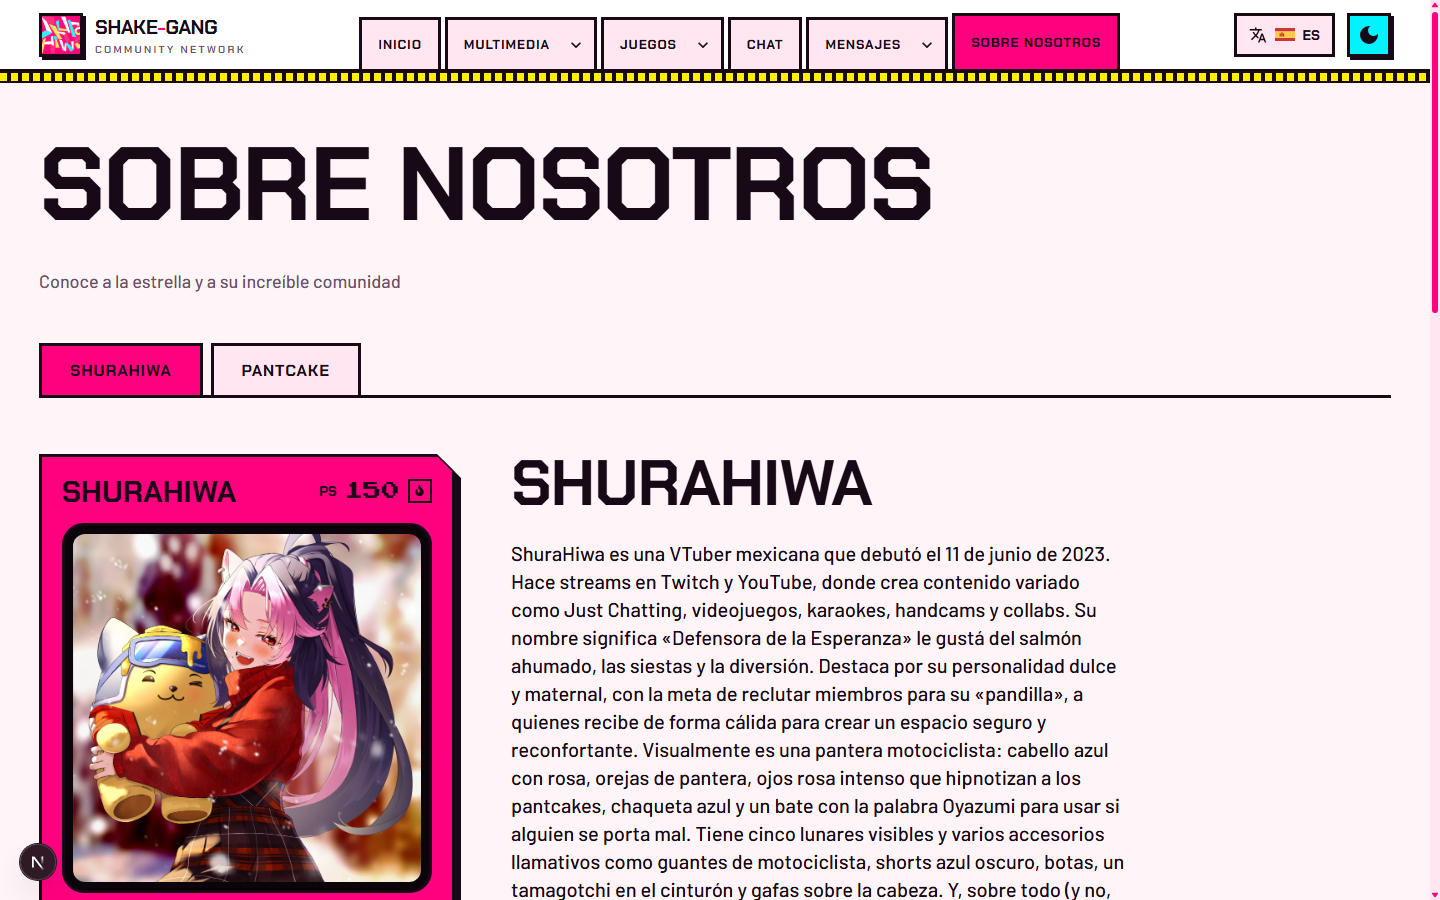 SHAKE-GANG
COMMUNITY NETWORK
INICIO
MULTIMEDIA
JUEGOS
CHAT
MENSAJES
SOBRE NOSOTROS
ES
SOBRE NOSOTROS
Conoce a la estrella y a su increíble comunidad
SHURAHIWA
PANTCAKE
SHURAHIWA
PS 150
SHURAHIWA
ShuraHiwa es una VTuber mexicana que debutó el 11 de junio de 2023.
Hace streams en Twitch y YouTube, donde crea contenido variado
como Just Chatting, videojuegos, karaokes, handcams y collabs. Su
nombre significa «Defensora de la Esperanza» le gustá del salmón
ahumado, las siestas y la diversión. Destaca por su personalidad dulce
y maternal, con la meta de reclutar miembros para su «pandilla», a
quienes recibe de forma cálida para crear un espacio seguro y
reconfortante. Visualmente es una pantera motociclista: cabello azul
con rosa, orejas de pantera, ojos rosa intenso que hipnotizan a los
pantcakes, chaqueta azul y un bate con la palabra Oyazumi para usar si
alguien se porta mal. Tiene cinco lunares visibles y varios accesorios
llamativos como guantes de motociclista, shorts azul oscuro, botas, un
tamagotchi en el cinturón y gafas sobre la cabeza. Y, sobre todo (y no,
N